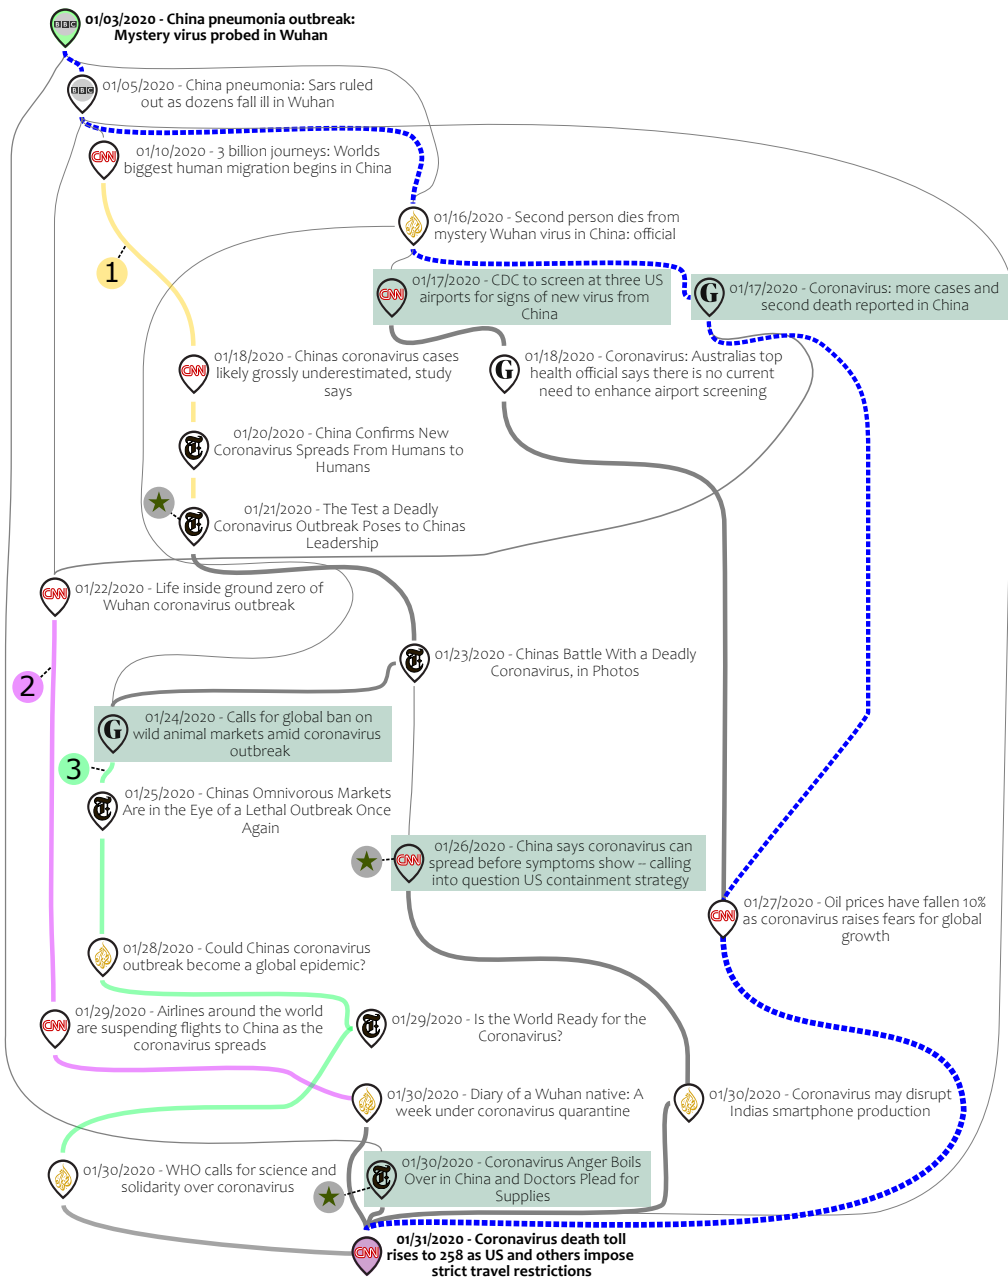 BBC
01/03/2020 - China pneumonia outbreak:
Mystery virus probed in Wuhan
BBC
01/05/2020 - China pneumonia: Sars ruled
out as dozens fall ill in Wuhan
CNN
01/10/2020 - 3 billion journeys: Worlds
biggest human migration begins in China
01/16/2020 - Second person dies from
mystery Wuhan virus in China: official
1
CNN
01/17/2020 - CDC to screen at three US
airports for signs of new virus from
China
G
01/17/2020 - Coronavirus: more cases and
second death reported in China
CNN
01/18/2020 - Chinas coronavirus cases
likely grossly underestimated, study
says
G
01/18/2020 - Coronavirus: Australias top
health official says there is no current
need to enhance airport screening
T
01/20/2020 - China Confirms New
Coronavirus Spreads From Humans to
Humans
T
01/21/2020 - The Test a Deadly
Coronavirus Outbreak Poses to Chinas
Leadership
CNN
01/22/2020 - Life inside ground zero of
Wuhan coronavirus outbreak
T
01/23/2020 - Chinas Battle With a Deadly
Coronavirus, in Photos
2
G
01/24/2020 - Calls for global ban on
wild animal markets amid coronavirus
outbreak
3
T
01/25/2020 - Chinas Omnivorous Markets
Are in the Eye of a Lethal Outbreak Once
Again
CNN
01/26/2020 - China says coronavirus can
spread before symptoms show – calling
into question US containment strategy
CNN
01/27/2020 - Oil prices have fallen 10%
as coronavirus raises fears for global
growth
01/28/2020 - Could Chinas coronavirus
outbreak become a global epidemic?
CNN
01/29/2020 - Airlines around the world
are suspending flights to China as the
coronavirus spreads
T
01/29/2020 - Is the World Ready for the
Coronavirus?
01/30/2020 - Diary of a Wuhan native: A
week under coronavirus quarantine
01/30/2020 - Coronavirus may disrupt
Indias smartphone production
01/30/2020 - WHO calls for science and
solidarity over coronavirus
T
01/30/2020 - Coronavirus Anger Boils
Over in China and Doctors Plead for
Supplies
CNN
01/31/2020 - Coronavirus death toll
rises to 258 as US and others impose
strict travel restrictions